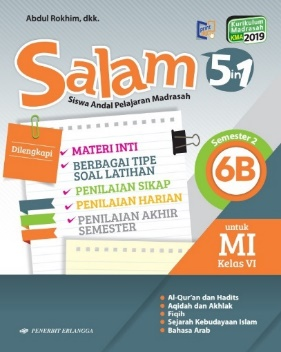 Abdul Rokhim, dkk.
print
Kurikulum
Madrasah
KMA 2019
Salam
5 in 1
Siswa Andal Pelajaran Madrasah
Semester 2
6B
Dilengkapi
MATERI INTI
BERBAGAI TIPE
SOAL LATIHAN
PENILAIAN SIKAP
PENILAIAN HARIAN
PENILAIAN AKHIR
SEMESTER
untuk
MI
Kelas VI
Al-Qur'an dan Hadits
Aqidah dan Akhlak
Fiqih
Sejarah Kebudayaan Islam
Bahasa Arab
PENERBIT ERLANGGA